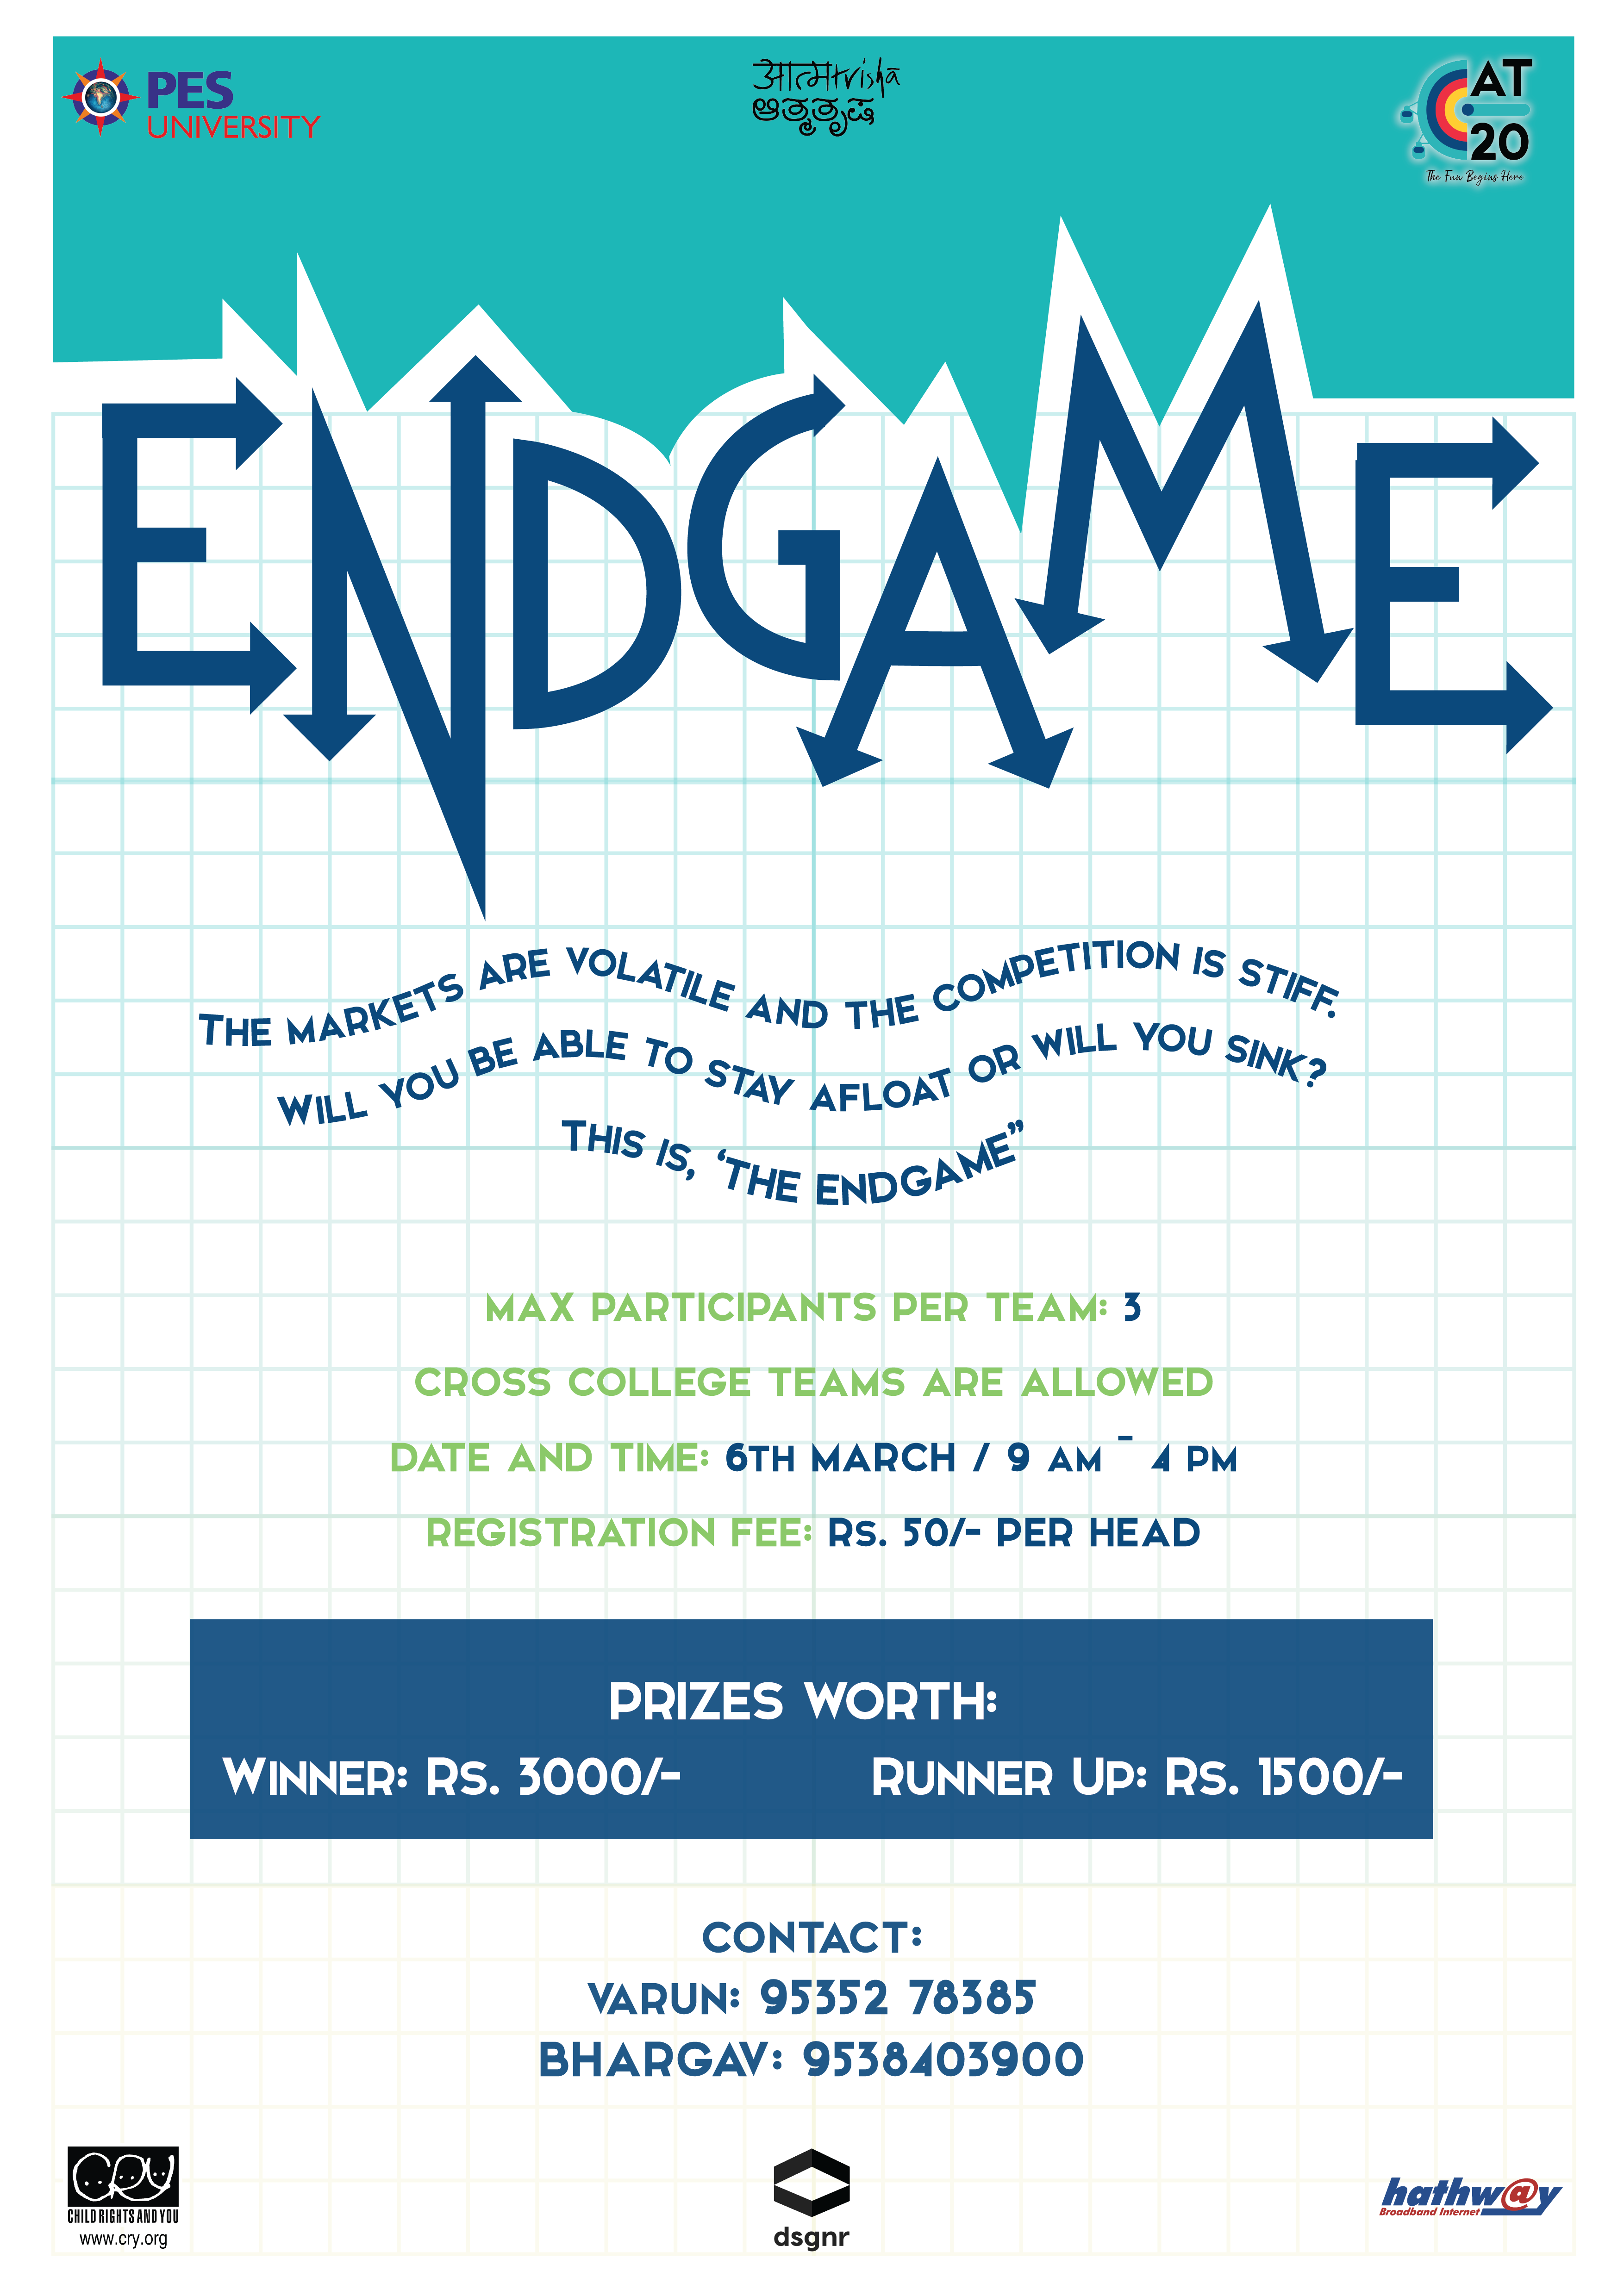 PES
UNIVERSITY
आत्मtrishā
ಆತ್ಮತೃಷ
AT
20
The Fun Begins Here
ENDGAME
THE MARKETS ARE VOLATILE AND THE COMPETITION IS STIFF.
WILL YOU BE ABLE TO STAY AFLOAT OR WILL YOU SINK?
THIS IS, ‘THE ENDGAME”
MAX PARTICIPANTS PER TEAM: 3
CROSS COLLEGE TEAMS ARE ALLOWED
DATE AND TIME: 6TH MARCH / 9 AM - 4 PM
REGISTRATION FEE: RS. 50/- PER HEAD
PRIZES WORTH:
WINNER: RS. 3000/- RUNNER UP: RS. 1500/-
CONTACT:
VARUN: 95352 78385
BHARGAV: 9538403900
CRY
CHILD RIGHTS AND YOU
www.cry.org
dsgnr
hathw@y
Broadband Internet